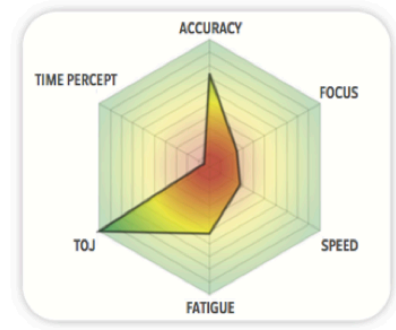 ACCURACY
TIME PERCEPT
FOCUS
TOJ
SPEED
FATIGUE